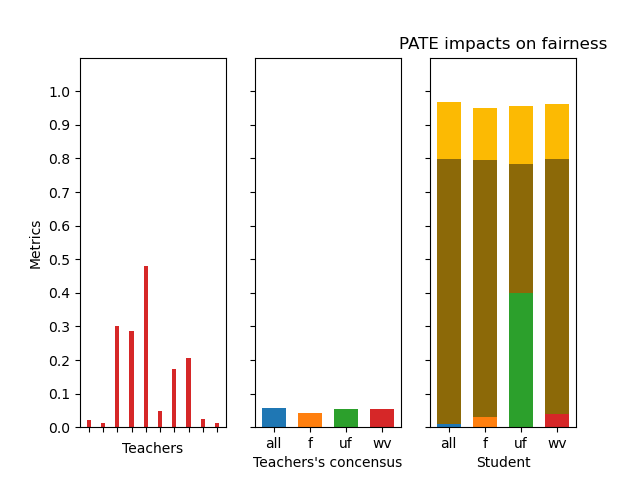 PATE impacts on fairness
Metrics
1.0
0.9
0.8
0.7
0.6
0.5
0.4
0.3
0.2
0.1
0.0
Teachers
all f uf wv
Teachers's concensus
all f uf wv
Student